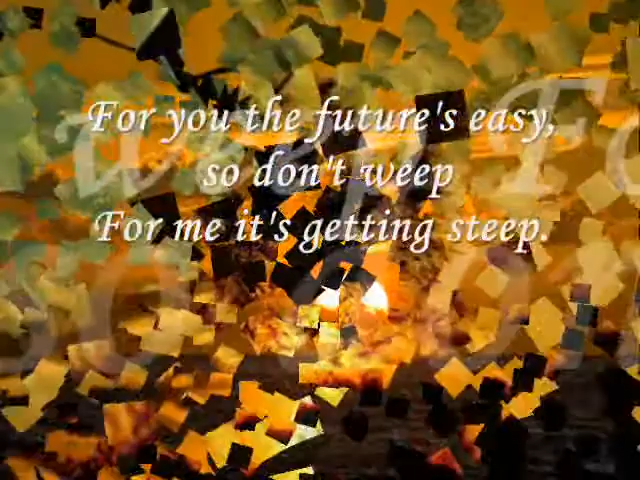 For you the future's easy,
so don't weep
For me it's getting steep.